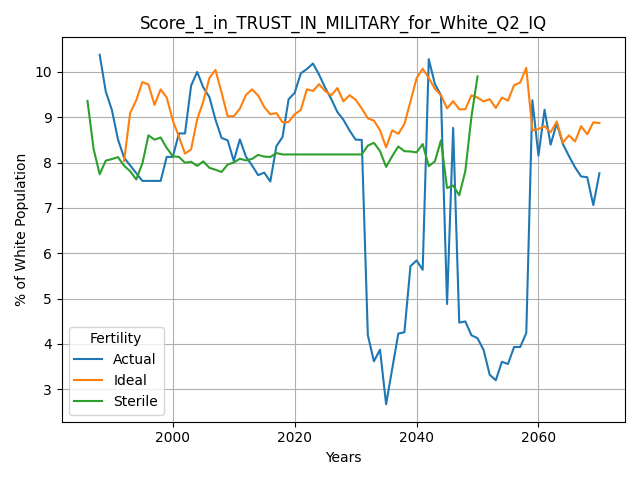 Score_1_in_TRUST_IN_MILITARY_for_White_Q2_IQ
% of White Population
10
9
8
7
6
5
4
3
Fertility
Actual
Ideal
Sterile
2000
2020
2040
2060
Years